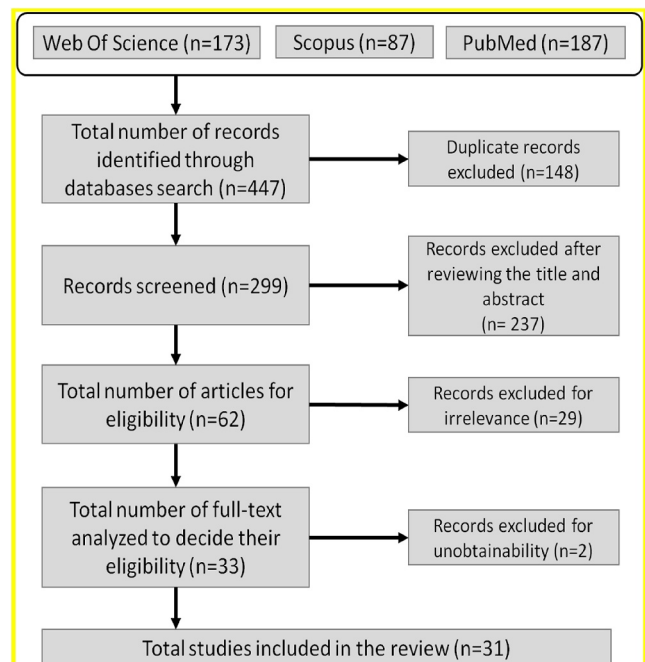 Web Of Science (n=173)
Scopus (n=87)
PubMed (n=187)
Total number of records
identified through
databases search (n=447)
Duplicate records
excluded (n=148)
Records screened (n=299)
Records excluded after
reviewing the title and
abstract
(n= 237)
Total number of articles for
eligibility (n=62)
Records excluded for
irrelevance (n=29)
Total number of full-text
analyzed to decide their
eligibility (n=33)
Records excluded for
unobtainability (n=2)
Total studies included in the review (n=31)